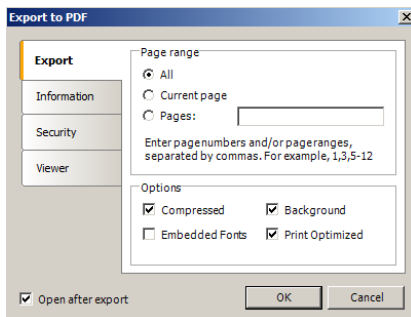 Export to PDF
Export
Information
Security
Viewer
Page range
All
Current page
Pages:
Enter pagenumbers and/or pageranges,
separated by commas. For example, 1,3,5-12
Options
Compressed
Background
Embedded Fonts
Print Optimized
Open after export
OK
Cancel